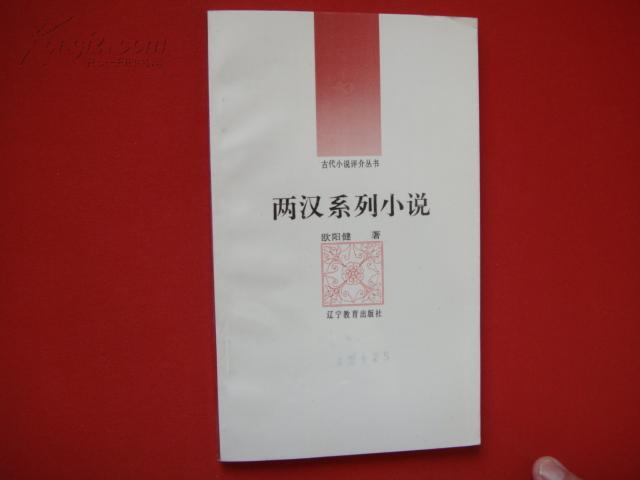 古代小说评介丛书
两汉系列小说
欧阳健 著
辽宁教育出版社